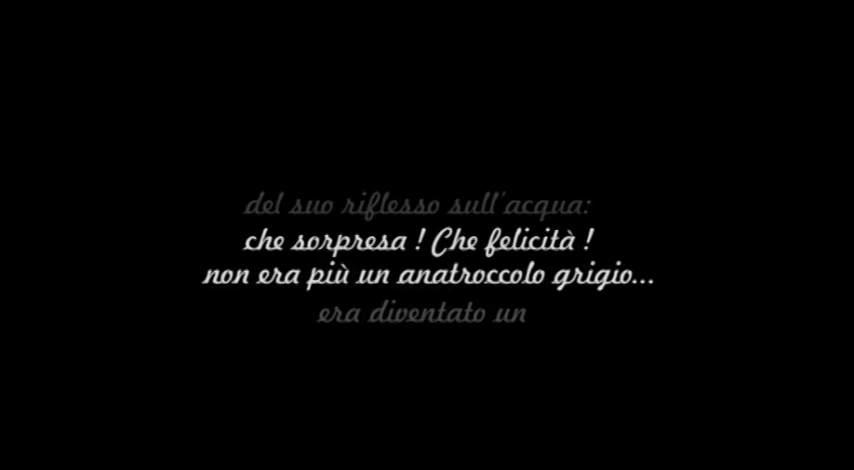 del suo riflesso sull'acqua:
che sorpresa ! Che felicità !
non era più un anatroccolo grigio...
era diventato un